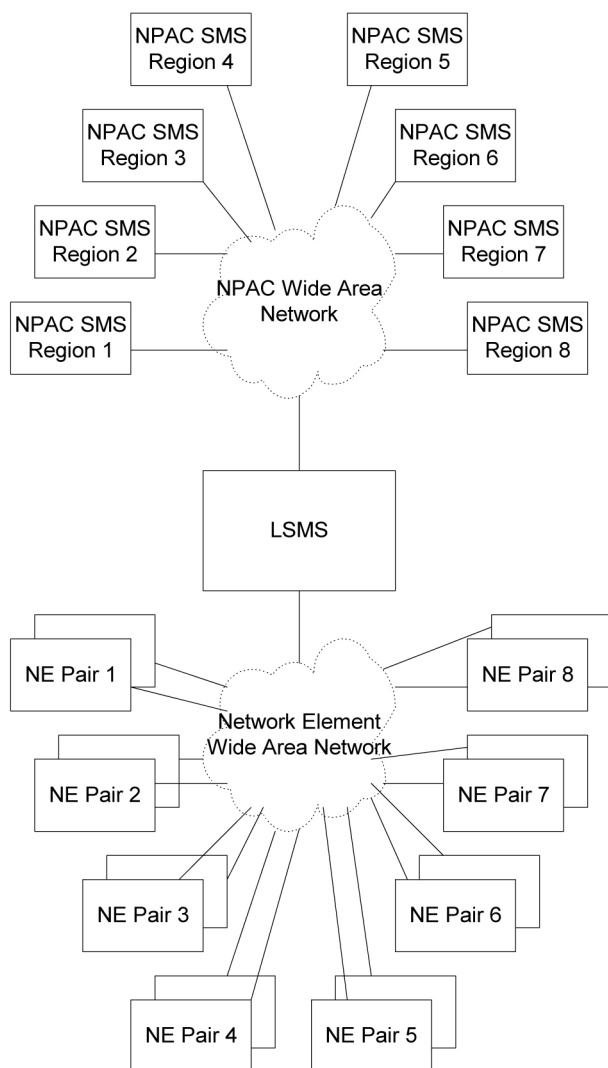 NPAC SMS
Region 4
NPAC SMS
Region 5
NPAC SMS
Region 3
NPAC SMS
Region 6
NPAC SMS
Region 2
NPAC SMS
Region 7
NPAC Wide Area
Network
NPAC SMS
Region 1
NPAC SMS
Region 8
LSMS
NE Pair 1
NE Pair 8
Network Element
Wide Area Network
NE Pair 2
NE Pair 7
NE Pair 3
NE Pair 6
NE Pair 4
NE Pair 5